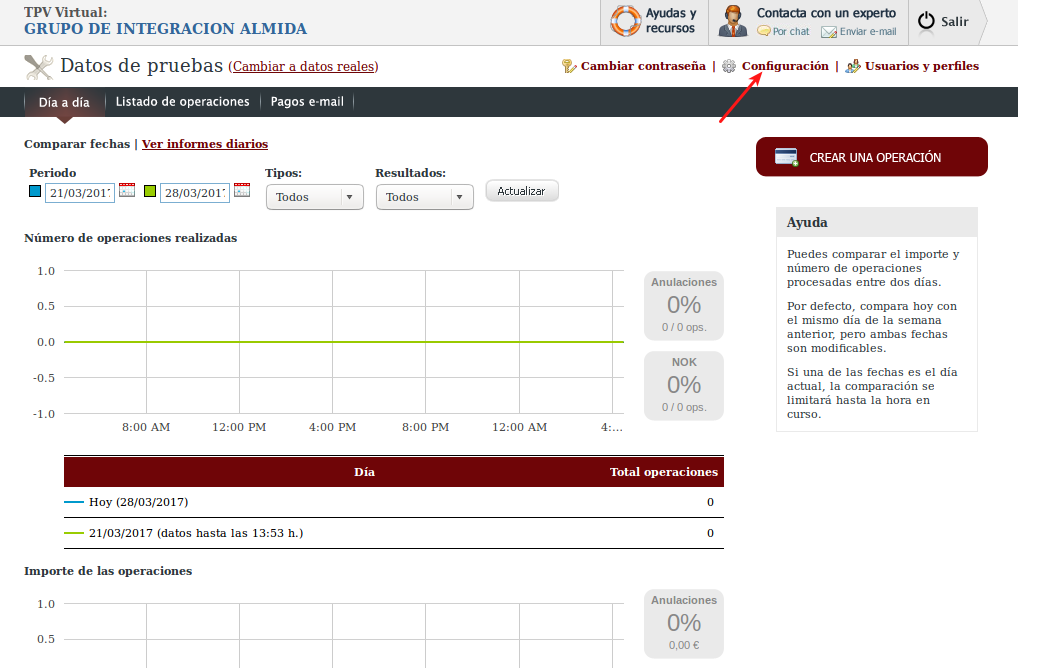 TPV Virtual:
GRUPO DE INTEGRACION ALMIDA
Ayudas y
recursos
Contacta con un experto
Por chat Enviar e-mail
Salir
Datos de pruebas (Cambiar a datos reales)
Cambiar contraseña | Configuración | Usuarios y perfiles
Día a día
Listado de operaciones
Pagos e-mail
Comparar fechas | Ver informes diarios
CREAR UNA OPERACIÓN
Periodo
Tipos:
Resultados:
21/03/201
28/03/201
Todos
Todos
Actualizar
Ayuda
Puedes comparar el importe y
número de operaciones
procesadas entre dos días.
Por defecto, compara hoy con
el mismo día de la semana
anterior, pero ambas fechas
son modificables.
Si una de las fechas es el día
actual, la comparación se
limitará hasta la hora en
curso.
Número de operaciones realizadas
1.0
0.5
0.0
-0.5
-1.0
8:00 AM 12:00 PM 4:00 PM 8:00 PM 12:00 AM 4:...
Anulaciones
0%
0 / 0 ops.
NOK
0%
0 / 0 ops.
Día Total operaciones
Hoy (28/03/2017) 0
21/03/2017 (datos hasta las 13:53 h.) 0
Importe de las operaciones
1.0
0.5
Anulaciones
0%
0,00 €